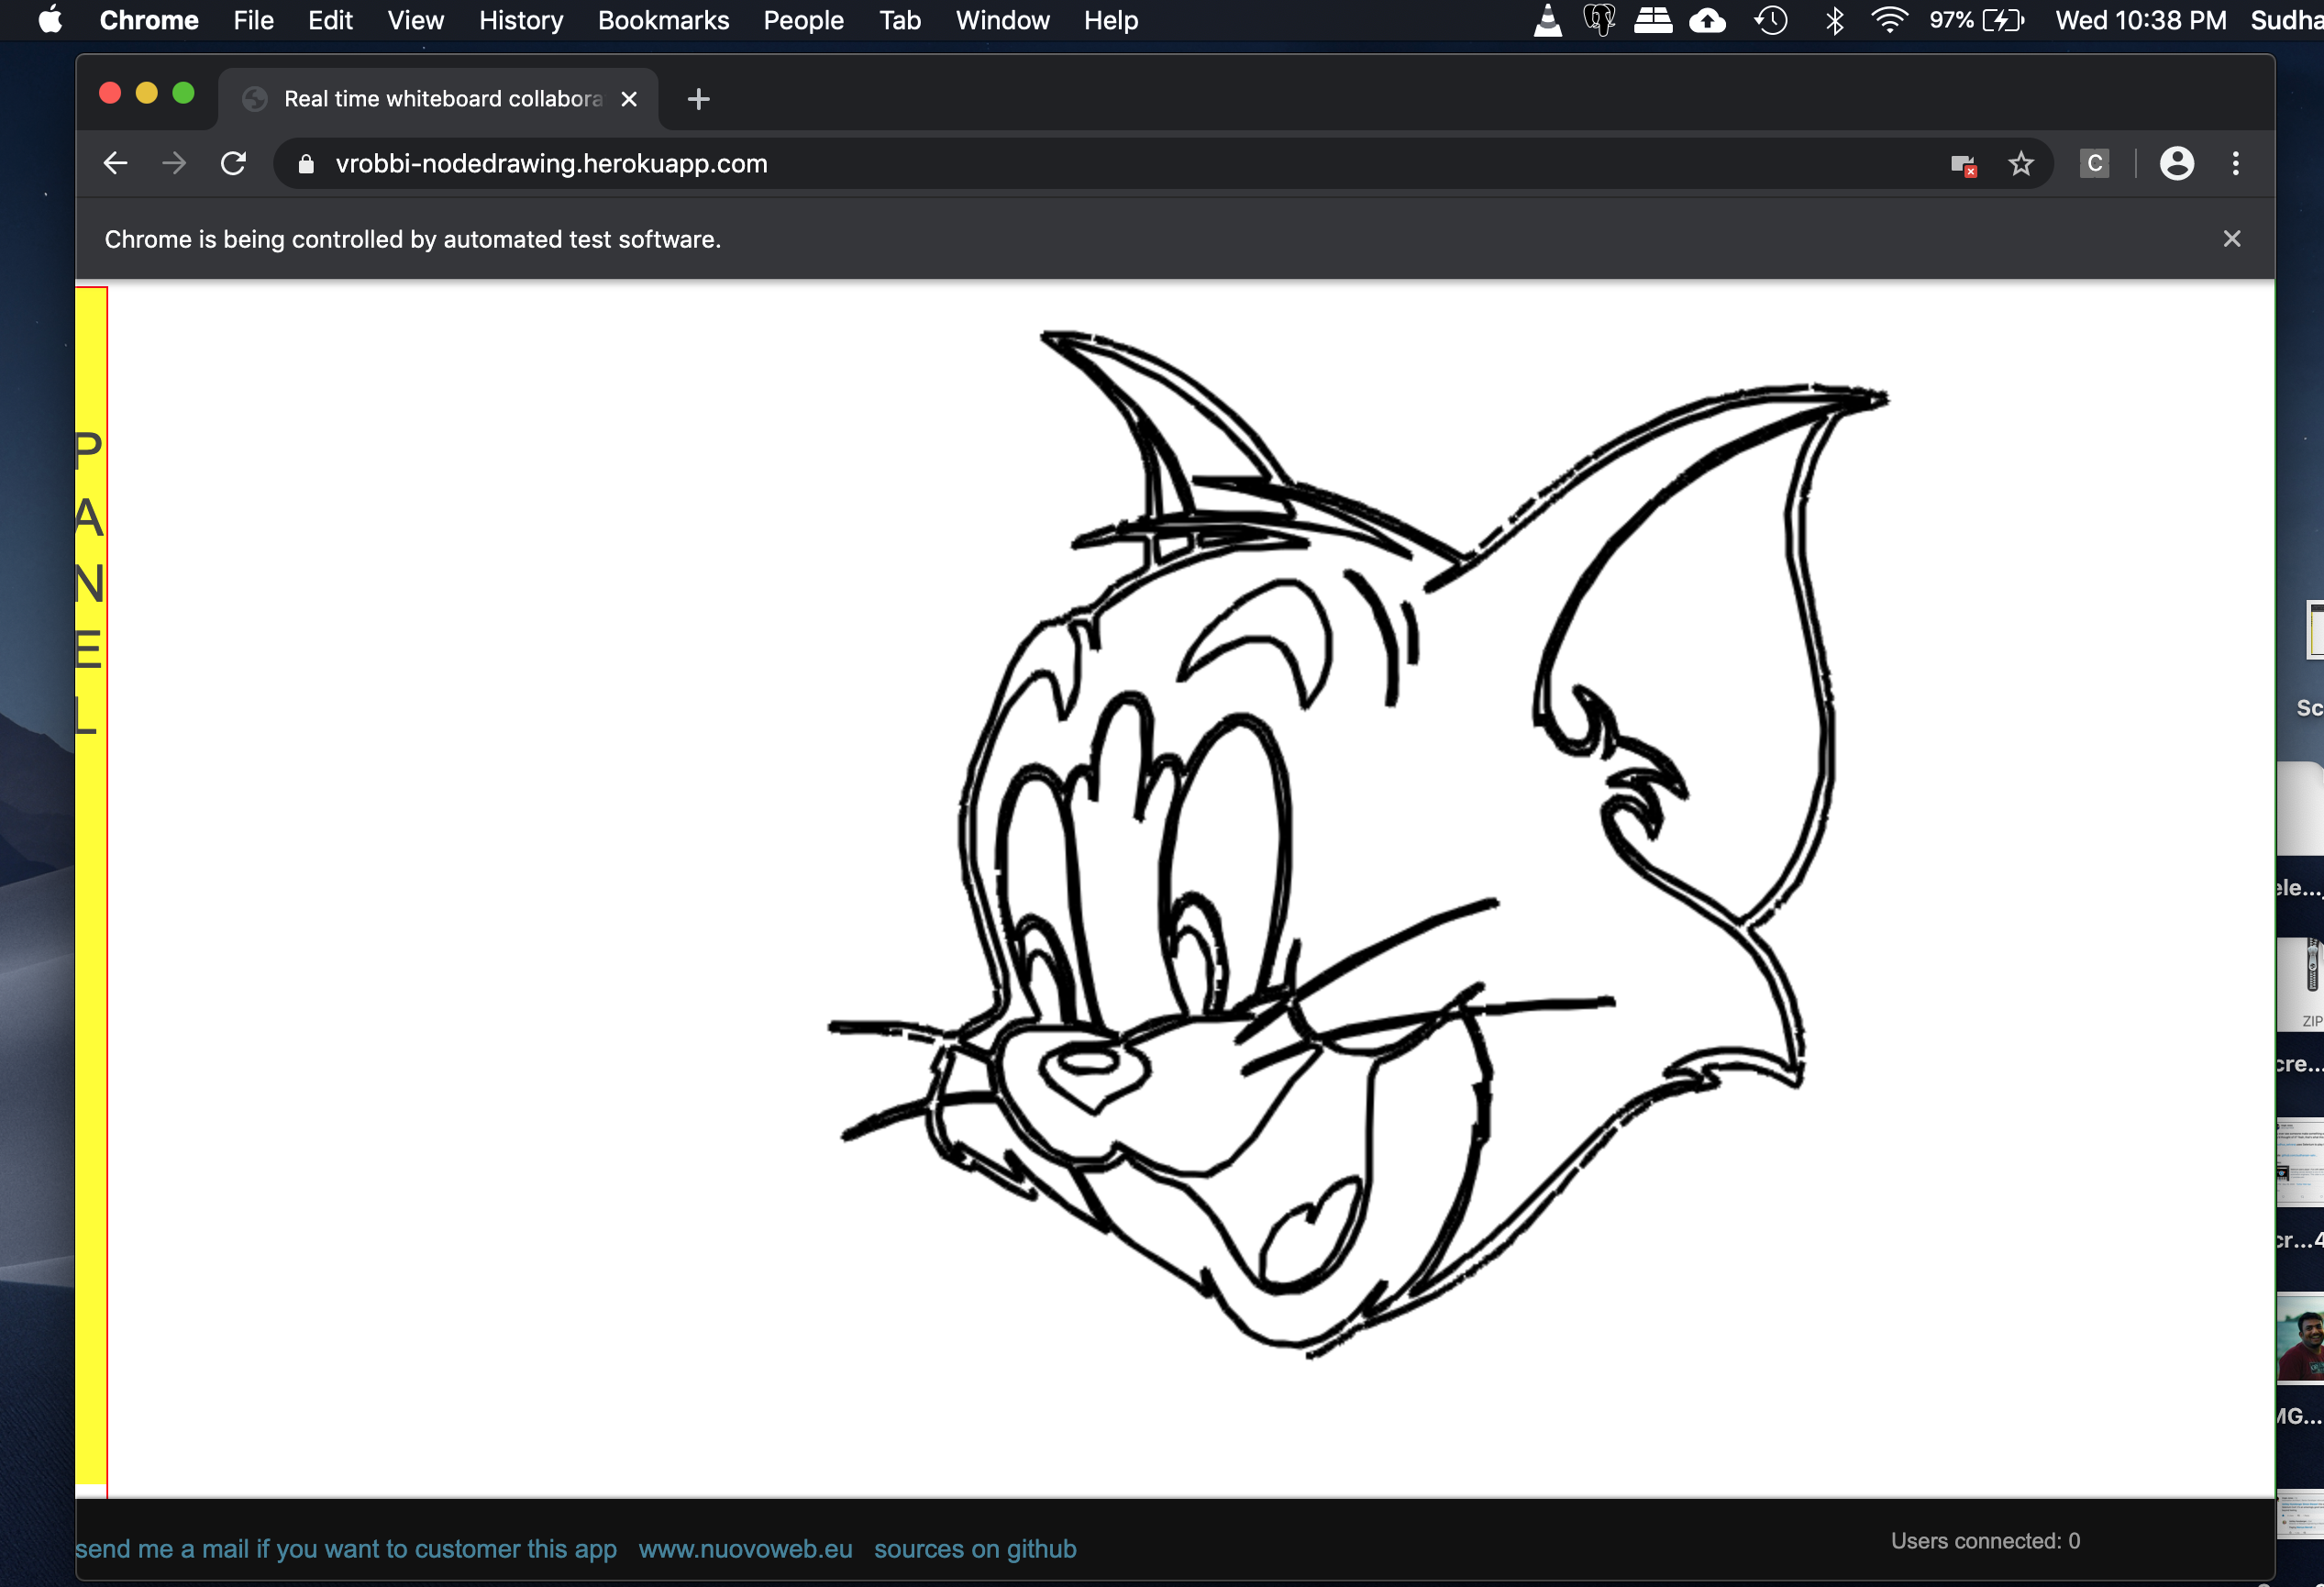 Chrome File Edit View History Bookmarks People Tab Window Help 97% Wed 10:38 PM Sudha
Real time whiteboard collabora
vrobbi-nodedrawing.herokuapp.com
C
Chrome is being controlled by automated test software.
P
A
N
E
L
Sc
ele...
ZIP
cre...
cr...4
MG...
send me a mail if you want to customer this app www.nuovoweb.eu sources on github
Users connected: 0